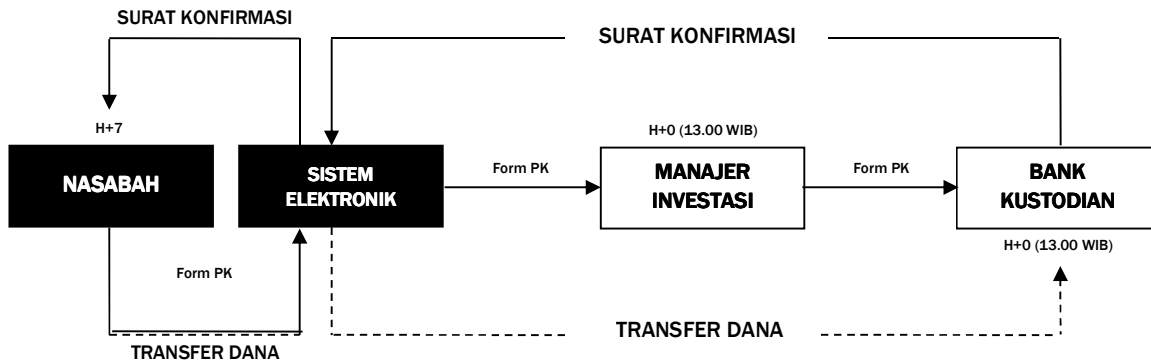 SURAT KONFIRMASI
SURAT KONFIRMASI
H+7
H+0 (13.00 WIB)
NASABAH
SISTEM
ELEKTRONIK
Form PK
MANAJER
INVESTASI
Form PK
BANK
KUSTODIAN
H+0 (13.00 WIB)
Form PK
TRANSFER DANA
TRANSFER DANA